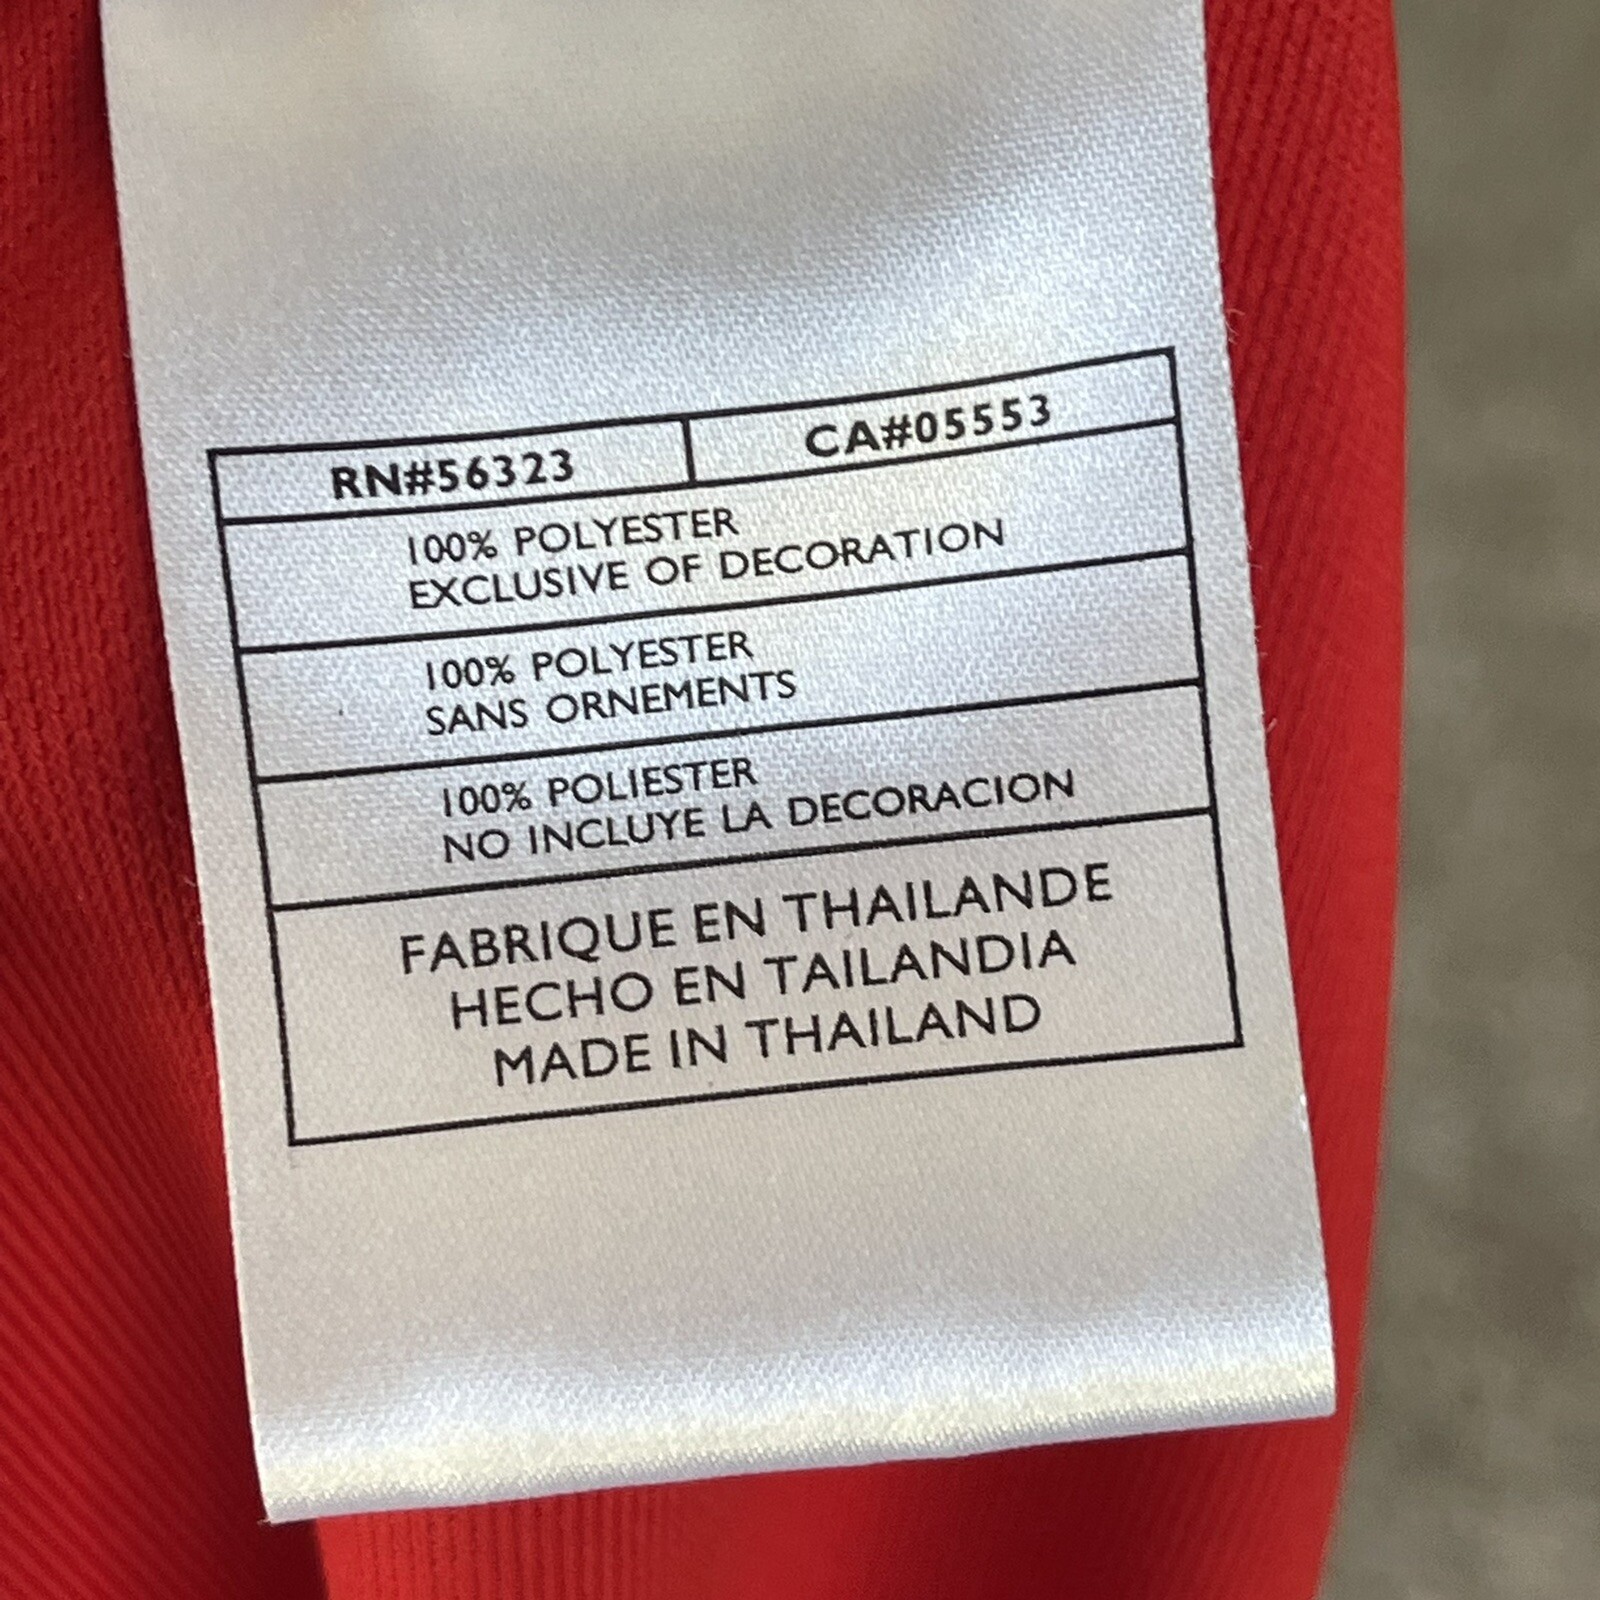 RN#56323 CA#05553
100% POLYESTER
EXCLUSIVE OF DECORATION
100% POLYESTER
SANS ORNEMENTS
100% POLIESTER
NO INCLUYE LA DECORACION
FABRIQUE EN THAILANDE
HECHO EN TAILANDIA
MADE IN THAILAND